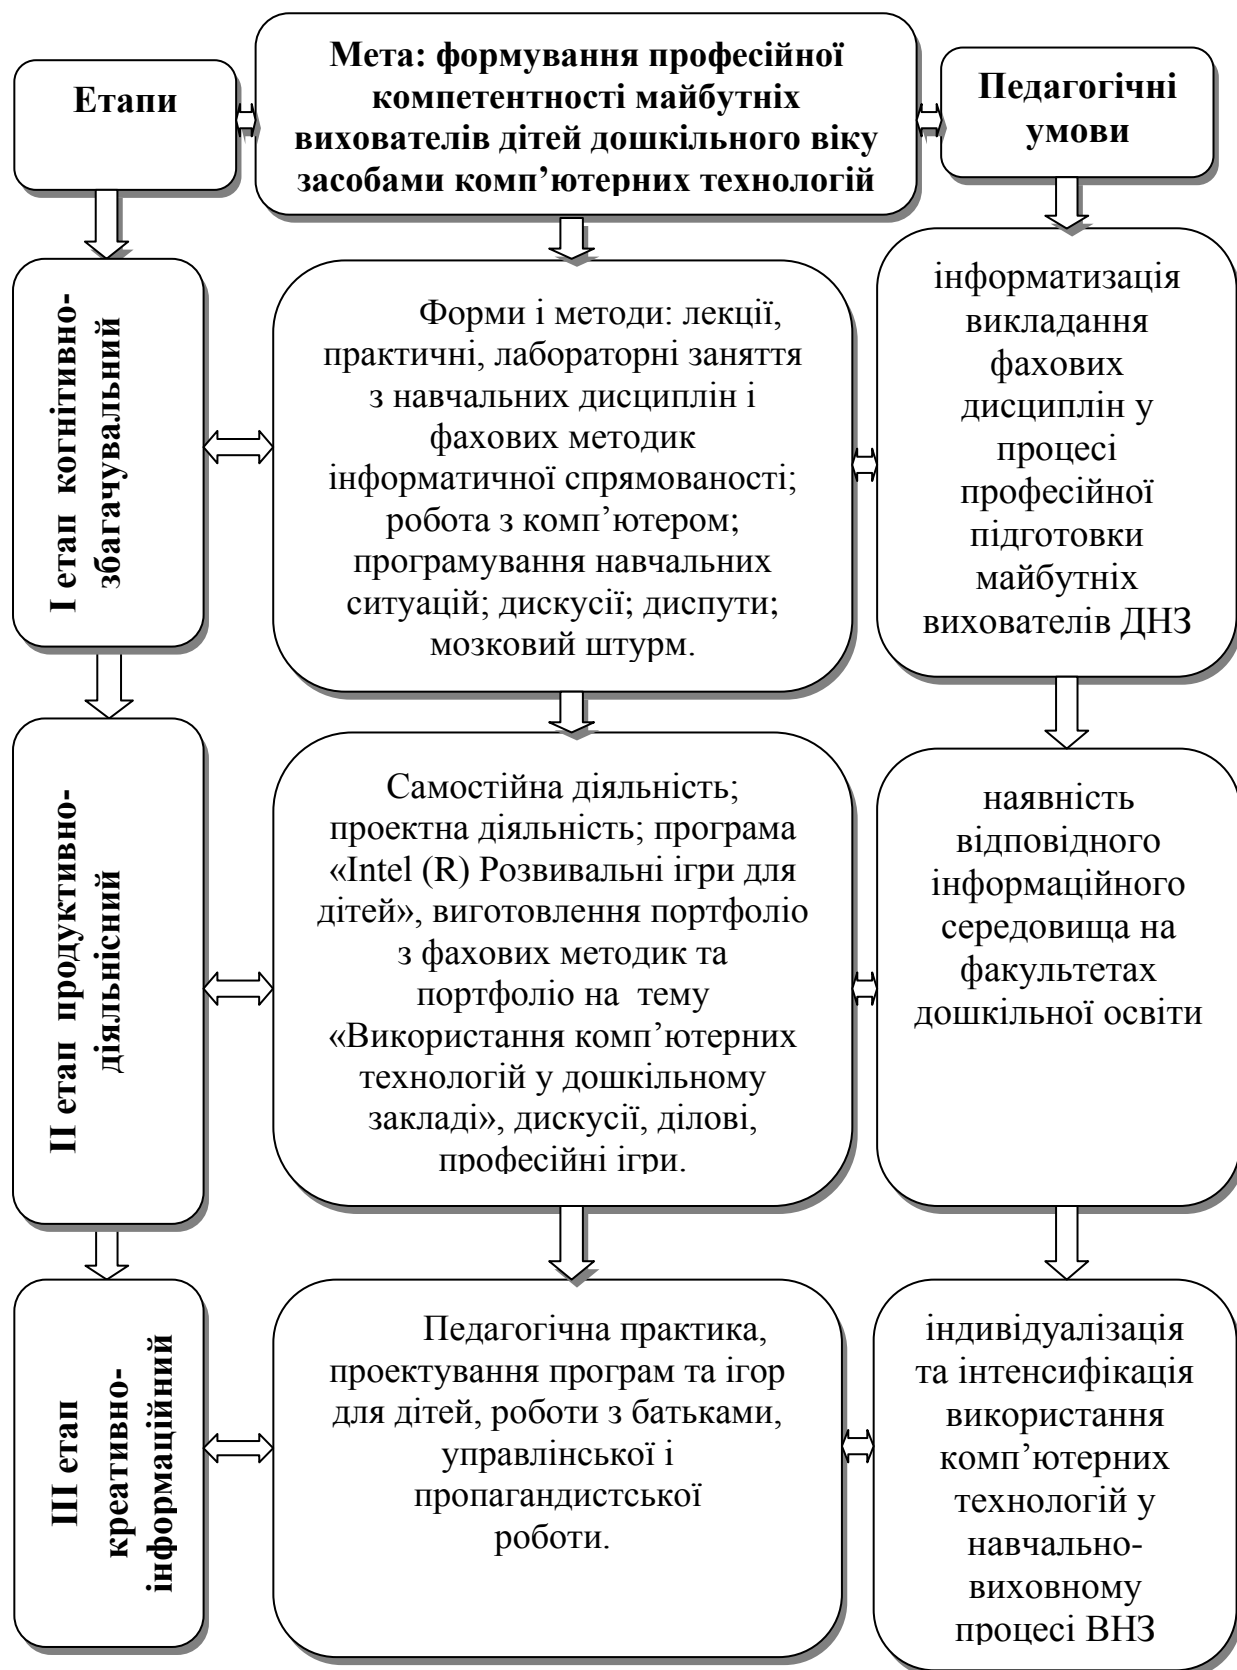 Етапи
Мета: формування професійної
компетентності майбутніх
вихователів дітей дошкільного віку
засобами комп’ютерних технологій
Педагогічні
умови
І етап когнітивно-
збагачувальний
Форми і методи: лекції,
практичні, лабораторні заняття
з навчальних дисциплін і
фахових методик
інформатичної спрямованості;
робота з комп’ютером;
програмування навчальних
ситуацій; дискусії; диспути;
мозковий штурм.
інформатизація
викладання
фахових
дисциплін у
процесі
професійної
підготовки
майбутніх
вихователів ДНЗ
ІІ етап продуктивно-
діяльнісний
Самостійна діяльність;
проектна діяльність; програма
«Intel (R) Розвивальні ігри для
дітей», виготовлення портфоліо
з фахових методик та
портфоліо на тему
«Використання комп’ютерних
технологій у дошкільному
закладі», дискусії, ділові,
професійні ігри.
наявність
відповідного
інформаційного
середовища на
факультетах
дошкільної освіти
ІІІ етап
креативно-
інформаційний
Педагогічна практика,
проектування програм та ігор
для дітей, роботи з батьками,
управлінської і
пропагандистської
роботи.
індивидуалізація
та інтенсифікація
використання
комп’ютерних
технологій у
навчально-
виховному
процесі ВНЗ